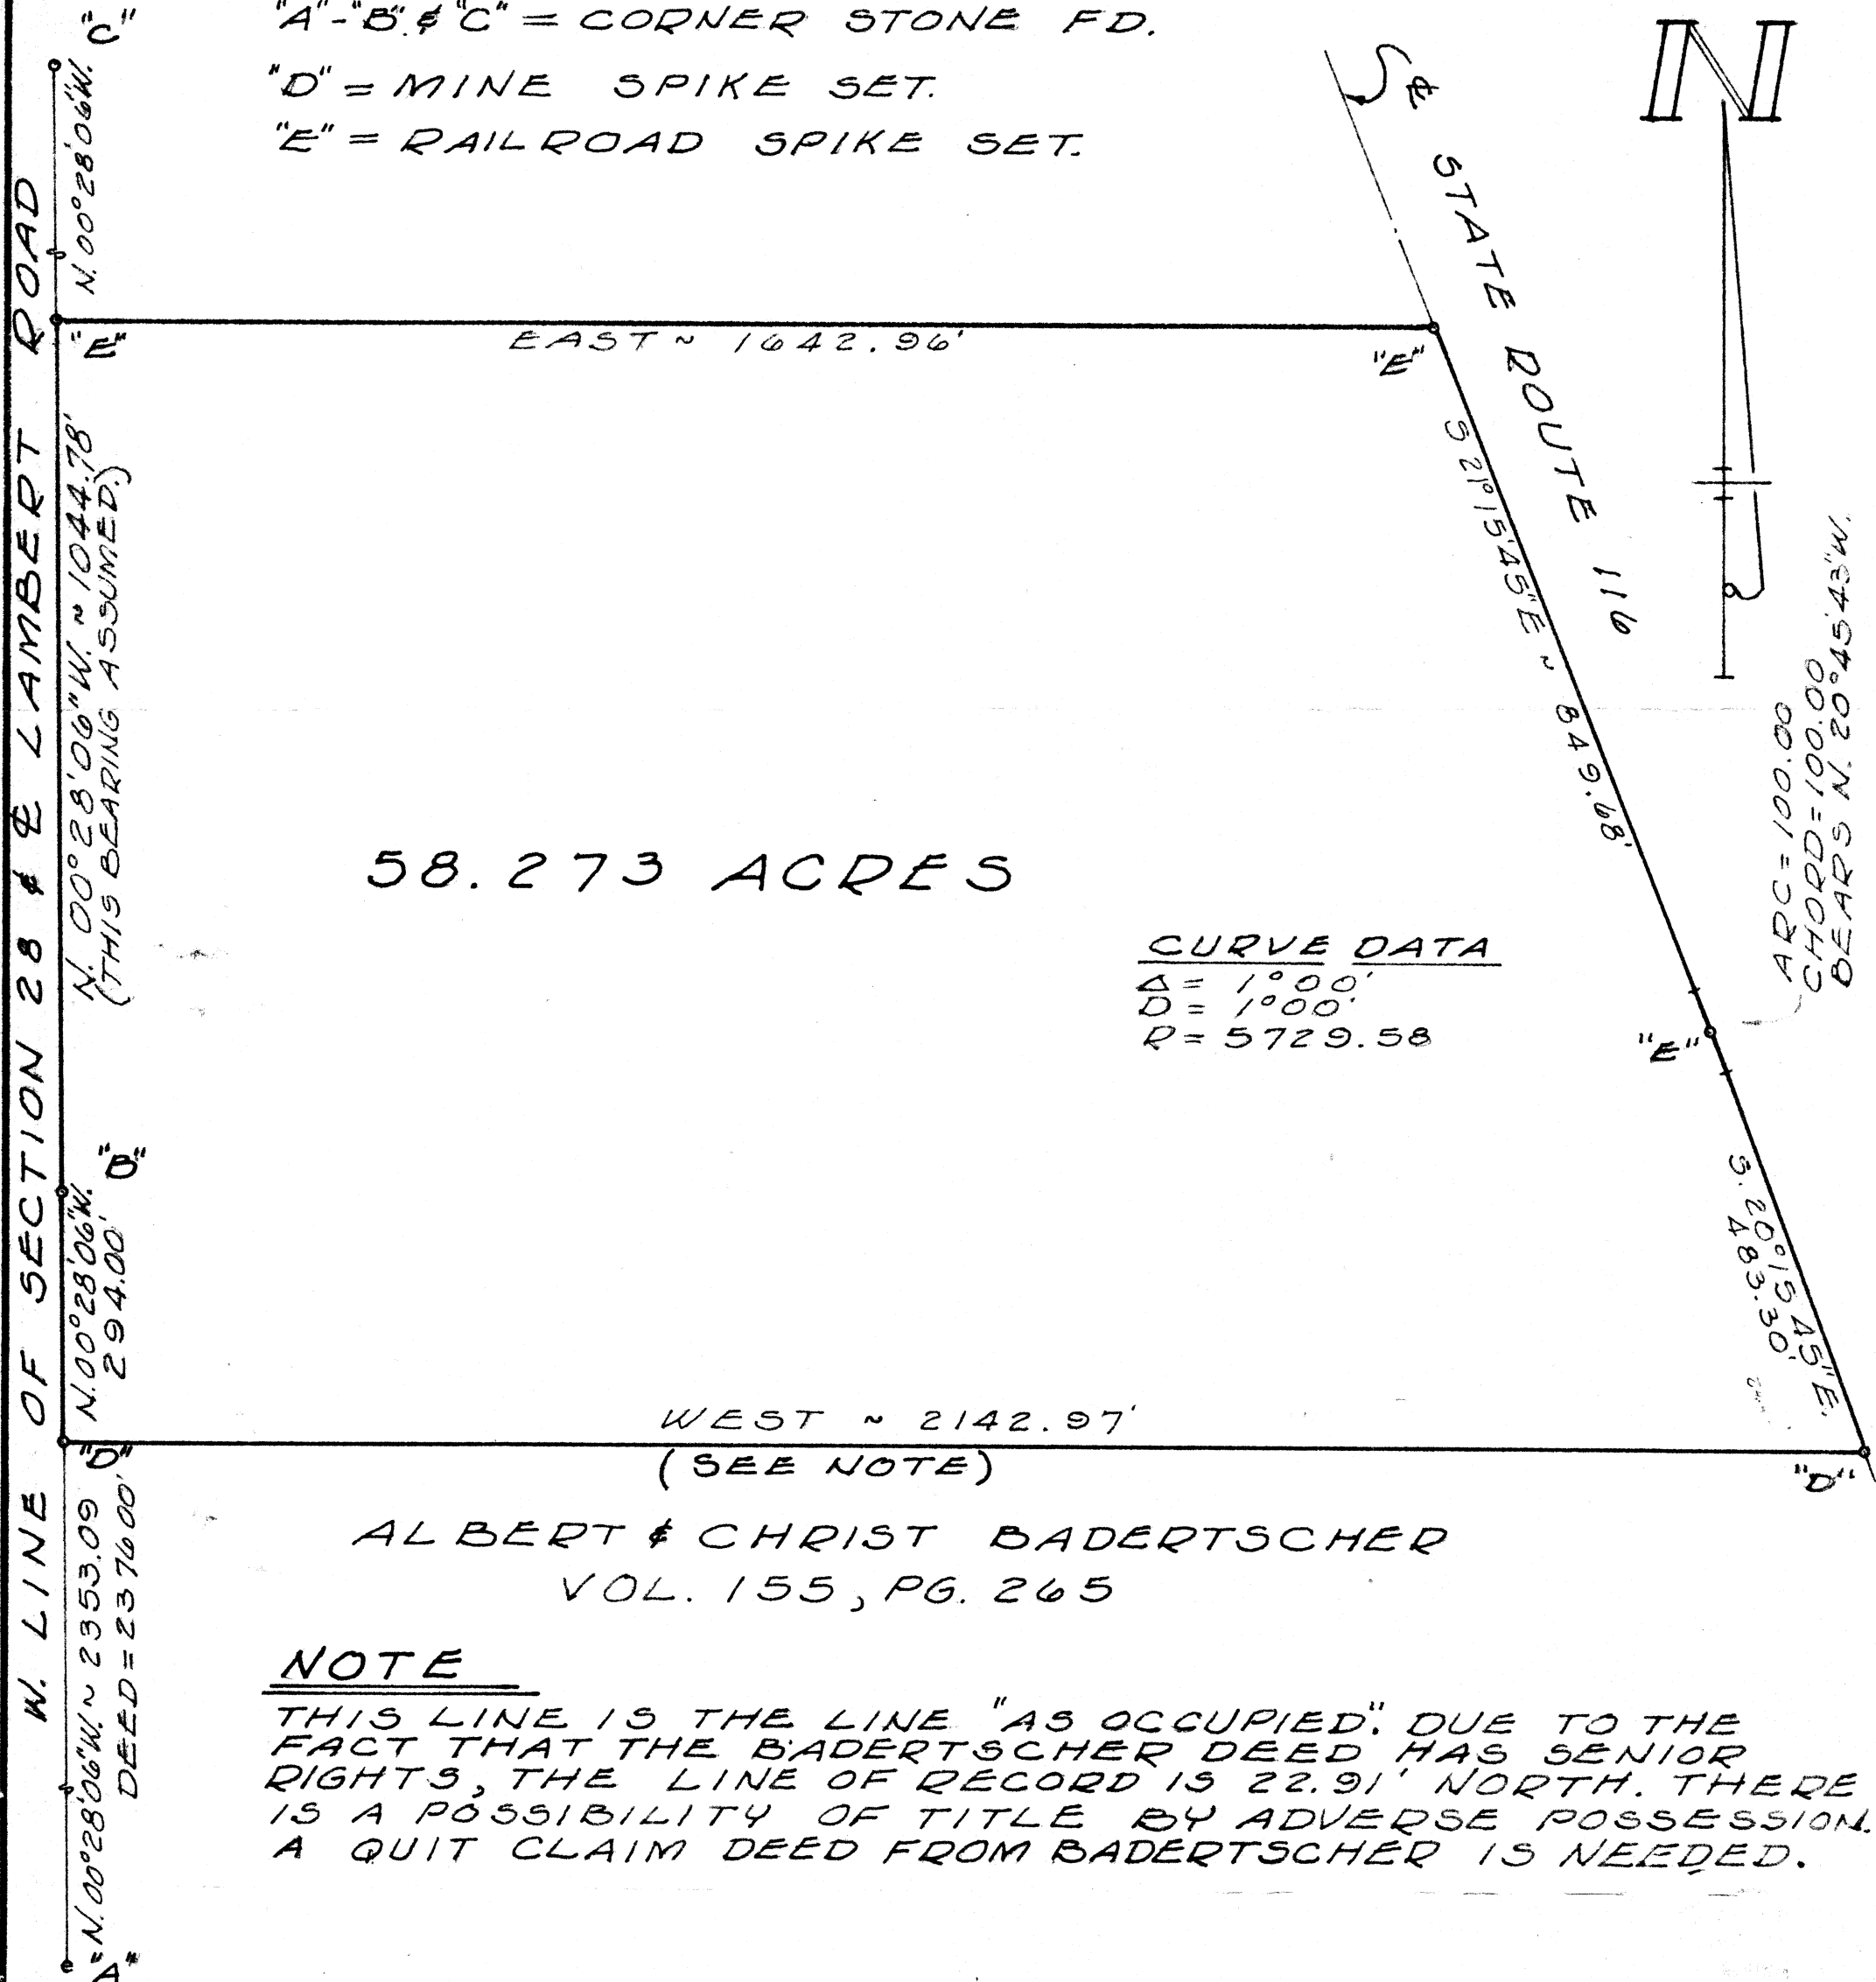 "A"-"B" & "C" = CORNER STONE FD.
"D" = MINE SPIKE SET.
"E" = RAILROAD SPIKE SET.
N
"C"
N.00°28'06"W.
"E"
EAST ~ 1642.96'
"E"
℄ STATE ROUTE 116
S 21°15'45"E ~ 849.68'
W. LINE OF SECTION 28 & ℄ LAMBERT ROAD
N. 00°28'06"W. ~ 1044.78'
(THIS BEARING ASSUMED.)
58.273 ACRES
CURVE DATA
Δ = 1°00'
D = 1°00'
R = 5729.58
ARC = 100.00
CHORD = 100.00
BEARS N. 20°45'43"W.
"E"
"B"
N.00°28'06"W.
294.00'
S. 20°15'45"E.
483.30'
WEST ~ 2142.97'
(SEE NOTE)
"D"
"D"
ALBERT & CHRIST BADERTSCHER
VOL. 155, PG. 265
N.00°28'06"W. ~ 2353.09
DEED = 2376.00'
"A"
NOTE
THIS LINE IS THE LINE "AS OCCUPIED". DUE TO THE
FACT THAT THE BADERTSCHER DEED HAS SENIOR
RIGHTS, THE LINE OF RECORD IS 22.91' NORTH. THERE
IS A POSSIBILITY OF TITLE BY ADVERSE POSSESSION.
A QUIT CLAIM DEED FROM BADERTSCHER IS NEEDED.